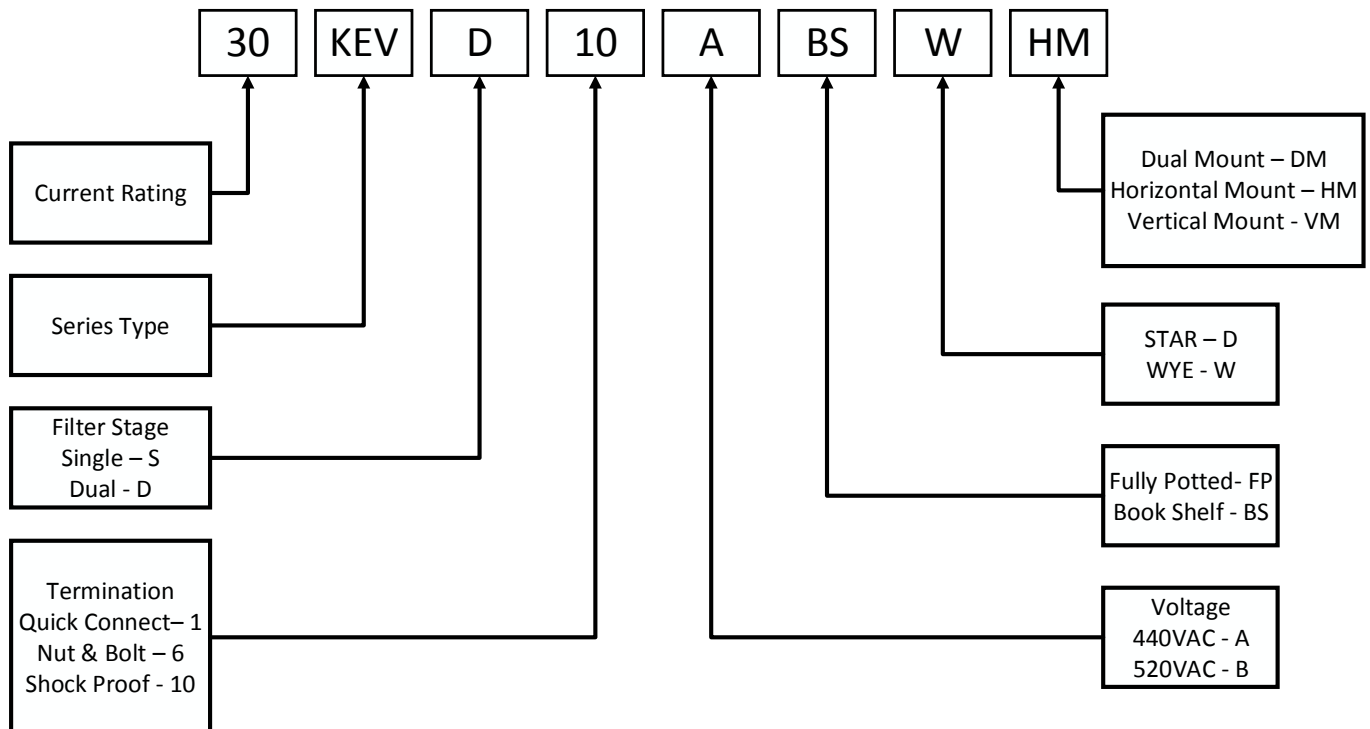 30 KEV D 10 A BS W HM
Current Rating
Series Type
Filter Stage
Single – S
Dual - D
Termination
Quick Connect– 1
Nut & Bolt – 6
Shock Proof - 10
Dual Mount – DM
Horizontal Mount – HM
Vertical Mount - VM
STAR – D
WYE - W
Fully Potted- FP
Book Shelf - BS
Voltage
440VAC - A
520VAC - B